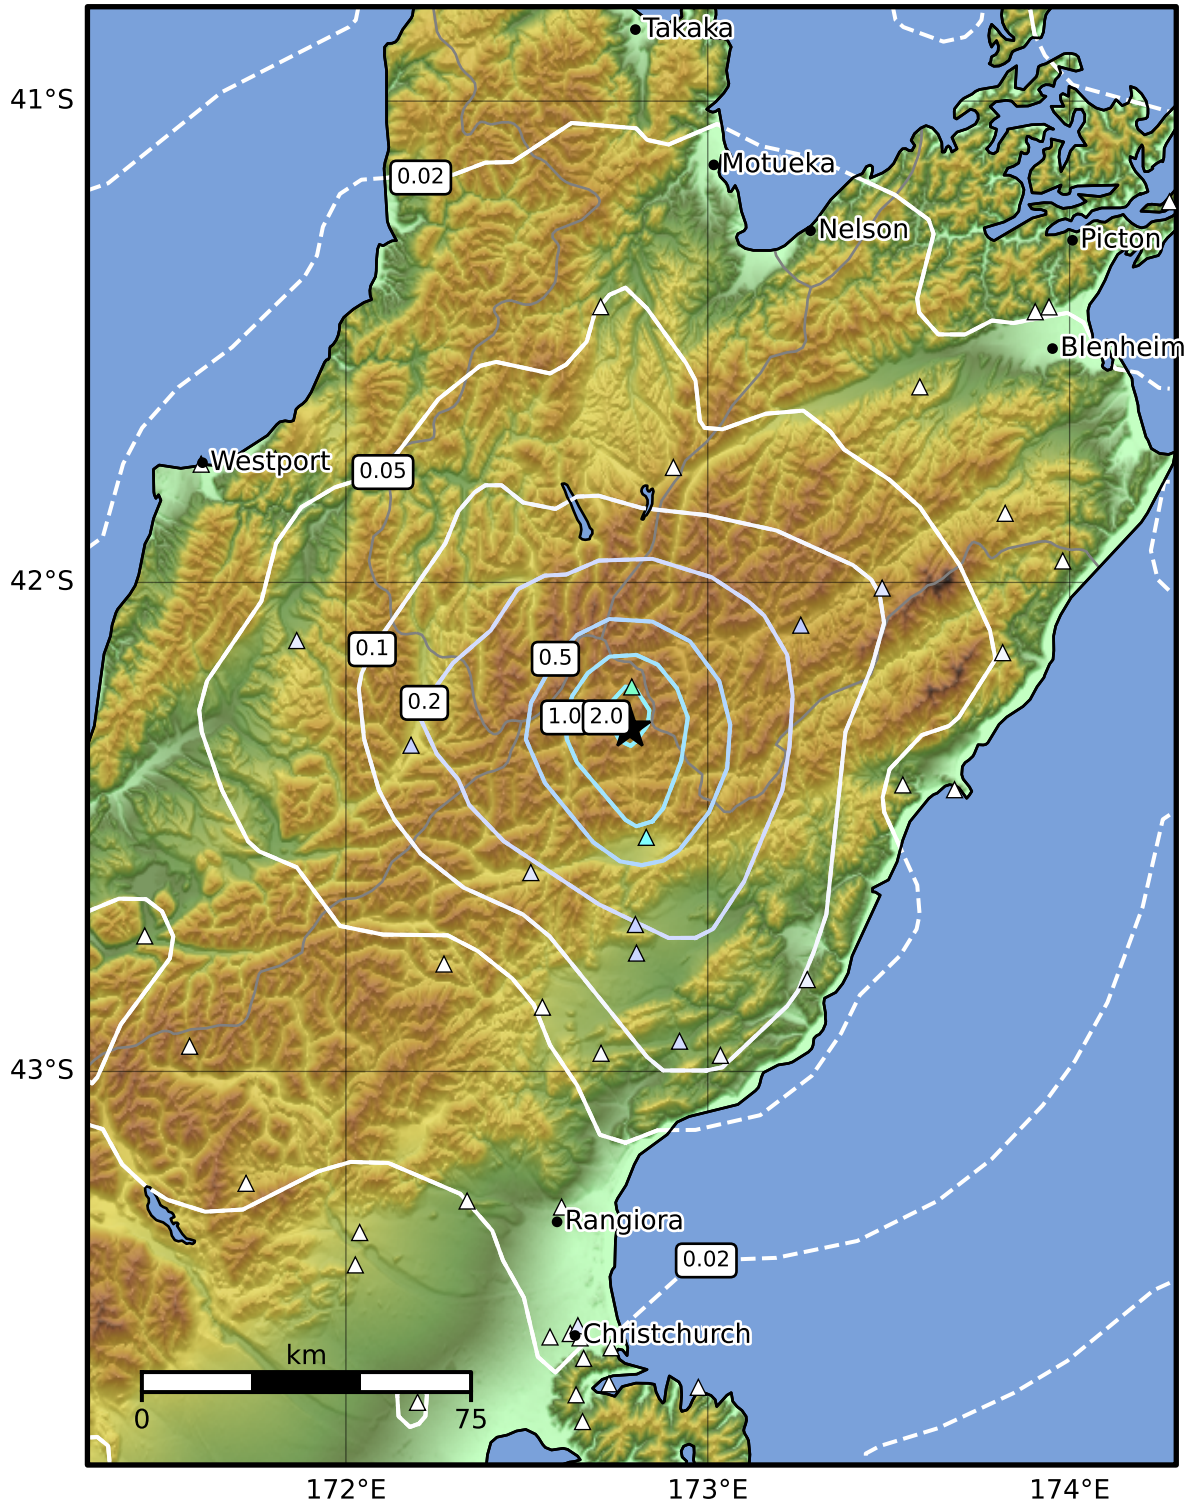 Takaka
41°S
Motueka
0.02
Nelson
Picton
Blenheim
Westport
0.05
42°S
0.1
0.5
0.2
1.0
2.0
43°S
Rangiora
0.02
Christchurch
km
0
75
172°E
173°E
174°E